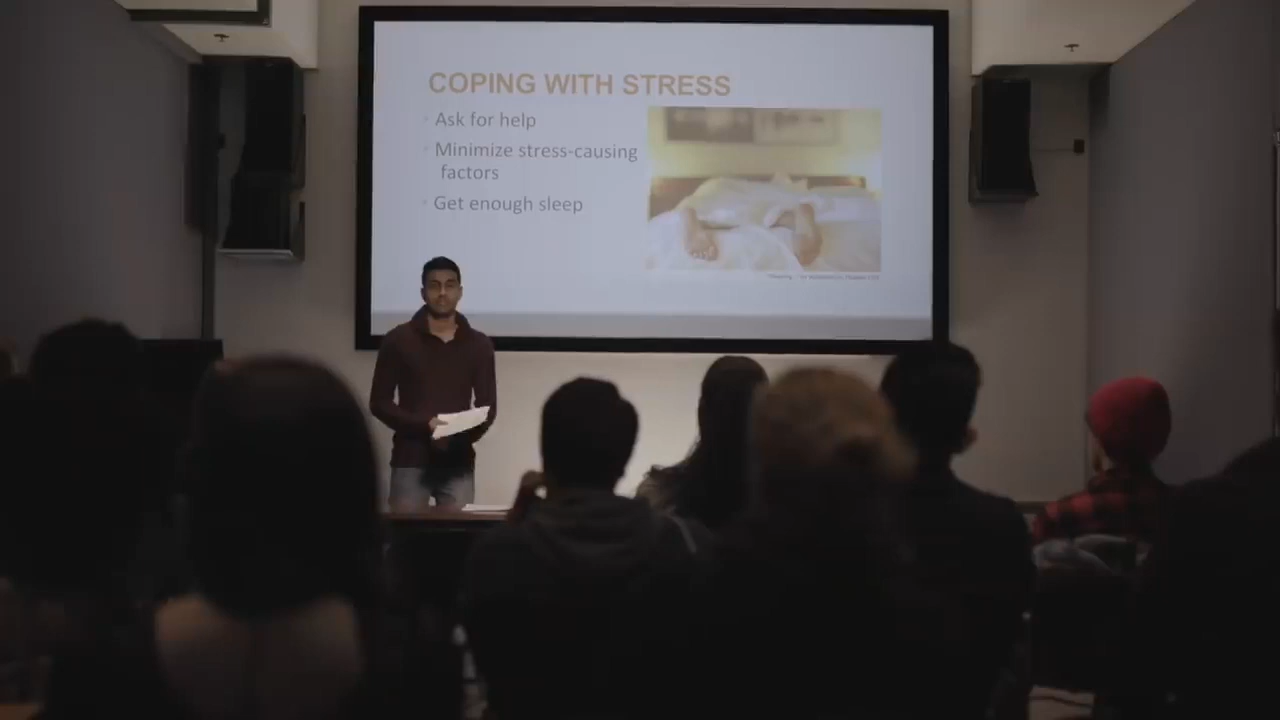 COPING WITH STRESS
Ask for help
Minimize stress-causing
factors
Get enough sleep